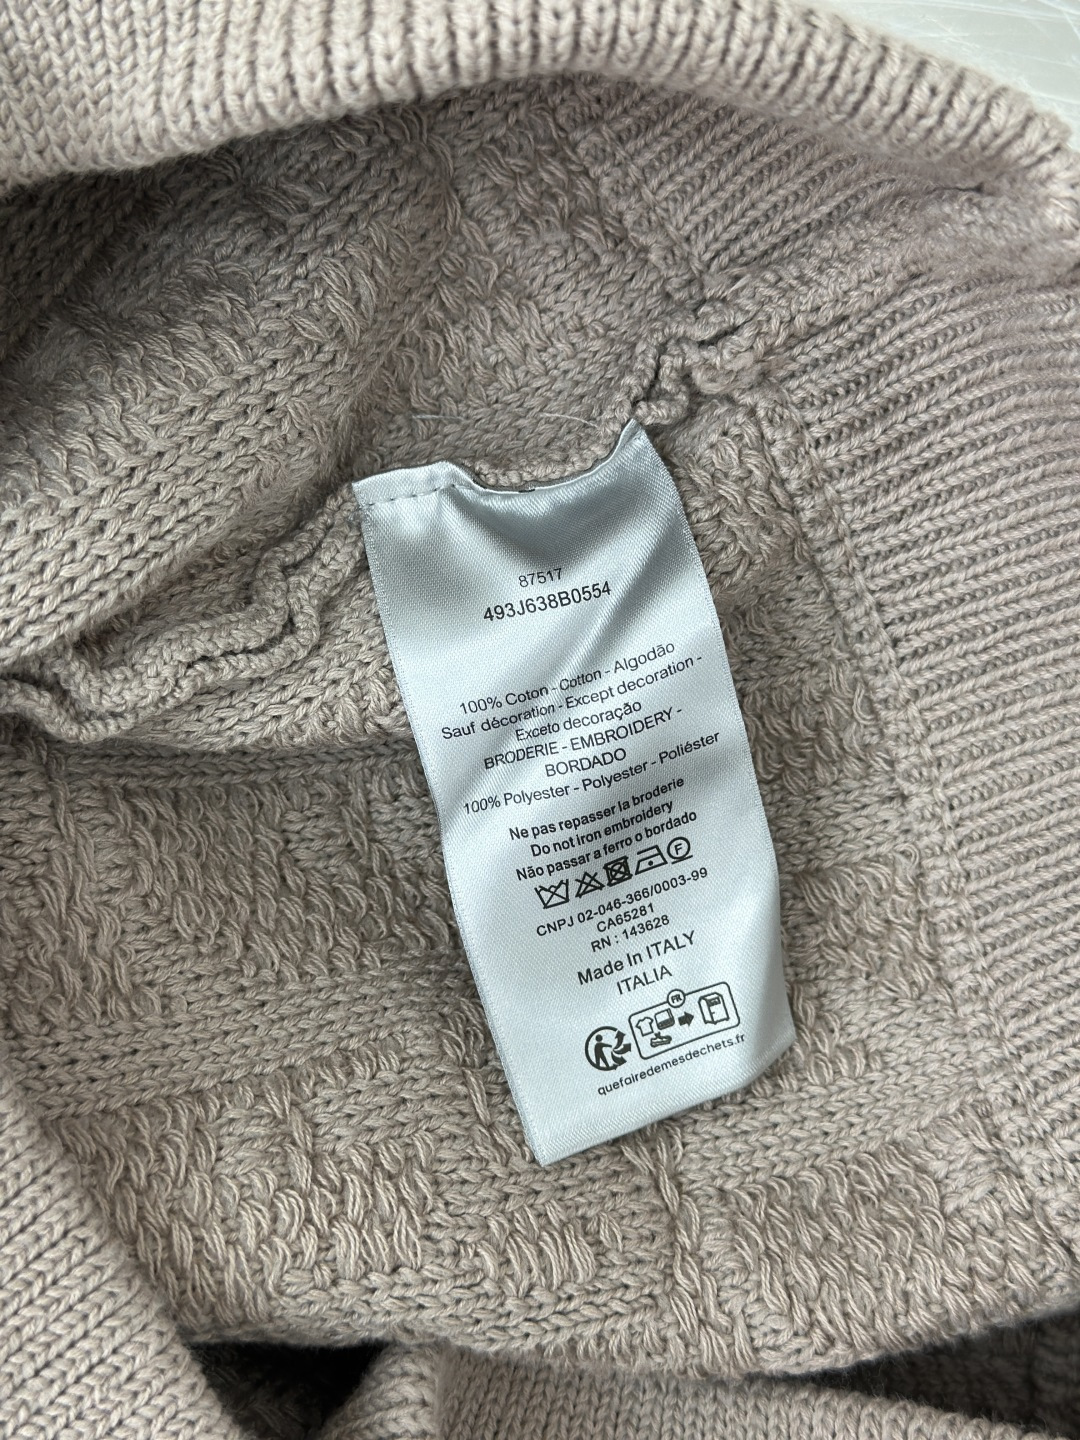 87517
493J638B0554
100% Coton - Cotton - Algodão
Sauf décoration - Except decoration -
Exceto decoração
BRODERIE - EMBROIDERY -
BORDADO
100% Polyester - Polyester - Poliéster
Ne pas repasser la broderie
Do not iron embroidery
Não passar a ferro o bordado
F
CNPJ 02-046-366/0003-99
CA65281
RN : 143628
Made In ITALY
ITALIA
FR
quefairedemesdechets.fr